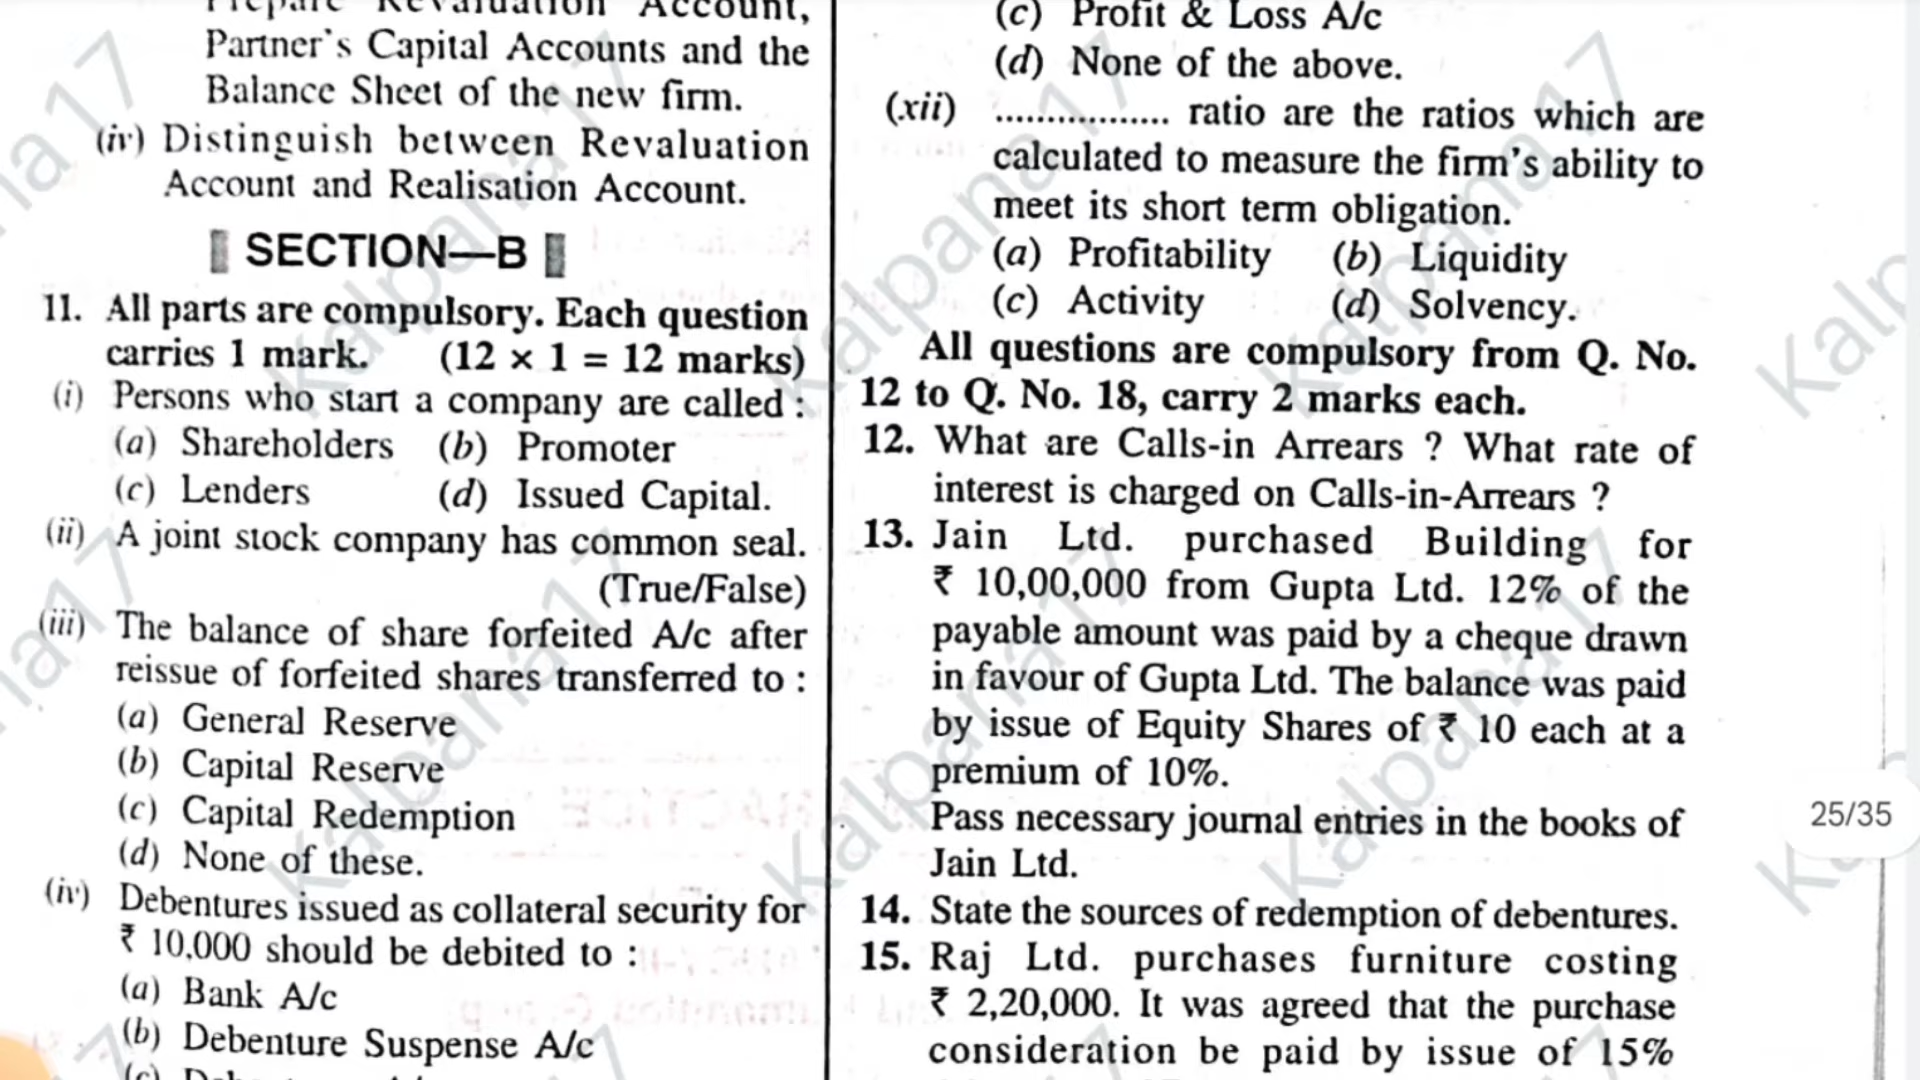 Prepare Revaluation Account,
Partner's Capital Accounts and the
Balance Sheet of the new firm.
(iv) Distinguish between Revaluation
Account and Realisation Account.
SECTION—B
11. All parts are compulsory. Each question
carries 1 mark. (12 × 1 = 12 marks)
(i) Persons who start a company are called :
(a) Shareholders (b) Promoter
(c) Lenders (d) Issued Capital.
(ii) A joint stock company has common seal.
(True/False)
(iii) The balance of share forfeited A/c after
reissue of forfeited shares transferred to :
(a) General Reserve
(b) Capital Reserve
(c) Capital Redemption
(d) None of these.
(iv) Debentures issued as collateral security for
₹ 10,000 should be debited to :
(a) Bank A/c
(b) Debenture Suspense A/c
(c)
(c) Profit & Loss A/c
(d) None of the above.
(xii) ................. ratio are the ratios which are
calculated to measure the firm's ability to
meet its short term obligation.
(a) Profitability (b) Liquidity
(c) Activity (d) Solvency.
All questions are compulsory from Q. No.
12 to Q. No. 18, carry 2 marks each.
12. What are Calls-in Arrears ? What rate of
interest is charged on Calls-in-Arrears ?
13. Jain Ltd. purchased Building for
₹ 10,00,000 from Gupta Ltd. 12% of the
payable amount was paid by a cheque drawn
in favour of Gupta Ltd. The balance was paid
by issue of Equity Shares of ₹ 10 each at a
premium of 10%.
Pass necessary journal entries in the books of
Jain Ltd.
14. State the sources of redemption of debentures.
15. Raj Ltd. purchases furniture costing
₹ 2,20,000. It was agreed that the purchase
consideration be paid by issue of 15%
25/35
Kalpana17